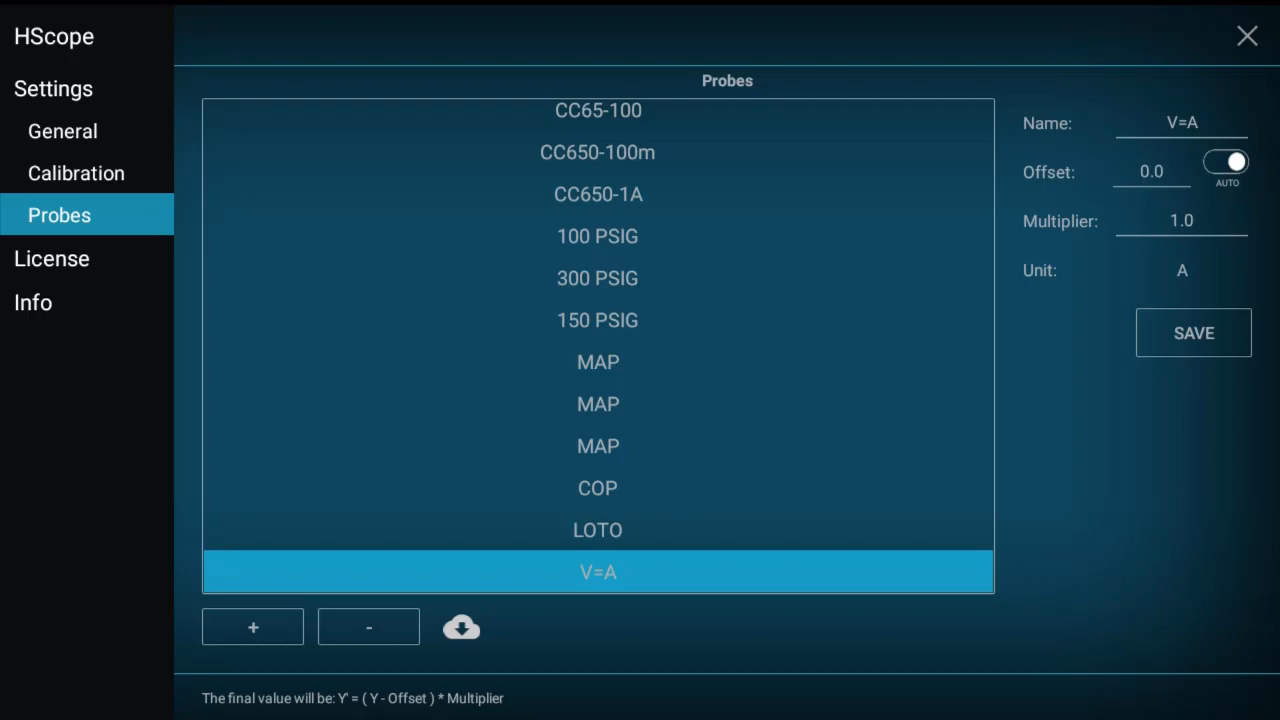 HScope
Settings
General
Calibration
Probes
License
Info
Probes
CC65-100
CC650-100m
CC650-1A
100 PSIG
300 PSIG
150 PSIG
MAP
MAP
MAP
COP
LOTO
V=A
+
-
Name: V=A
Offset: 0.0
AUTO
Multiplier: 1.0
Unit: A
SAVE
The final value will be: Y' = ( Y - Offset ) * Multiplier